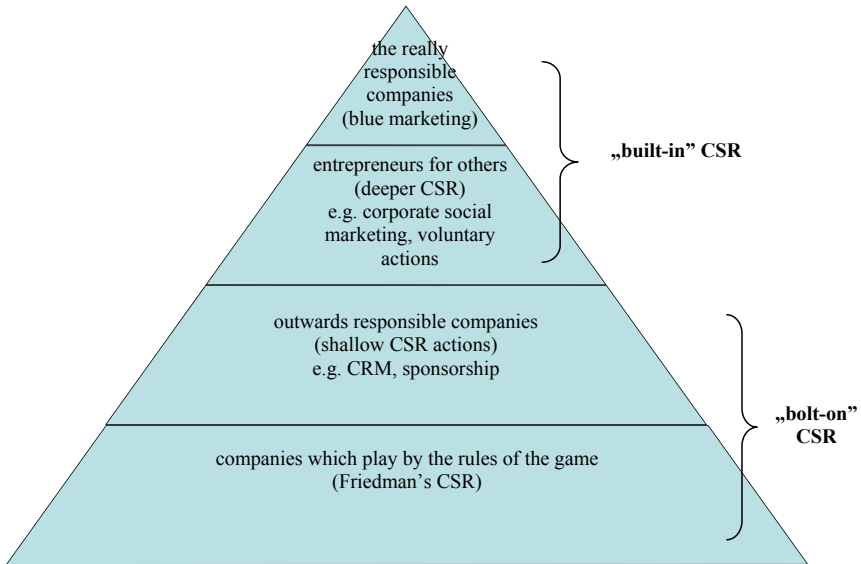 the really
responsible
companies
(blue marketing)
„built-in” CSR
entrepreneurs for others
(deeper CSR)
e.g. corporate social
marketing, voluntary
actions
outwards responsible companies
(shallow CSR actions)
e.g. CRM, sponsorship
„bolt-on”
CSR
companies which play by the rules of the game
(Friedman’s CSR)